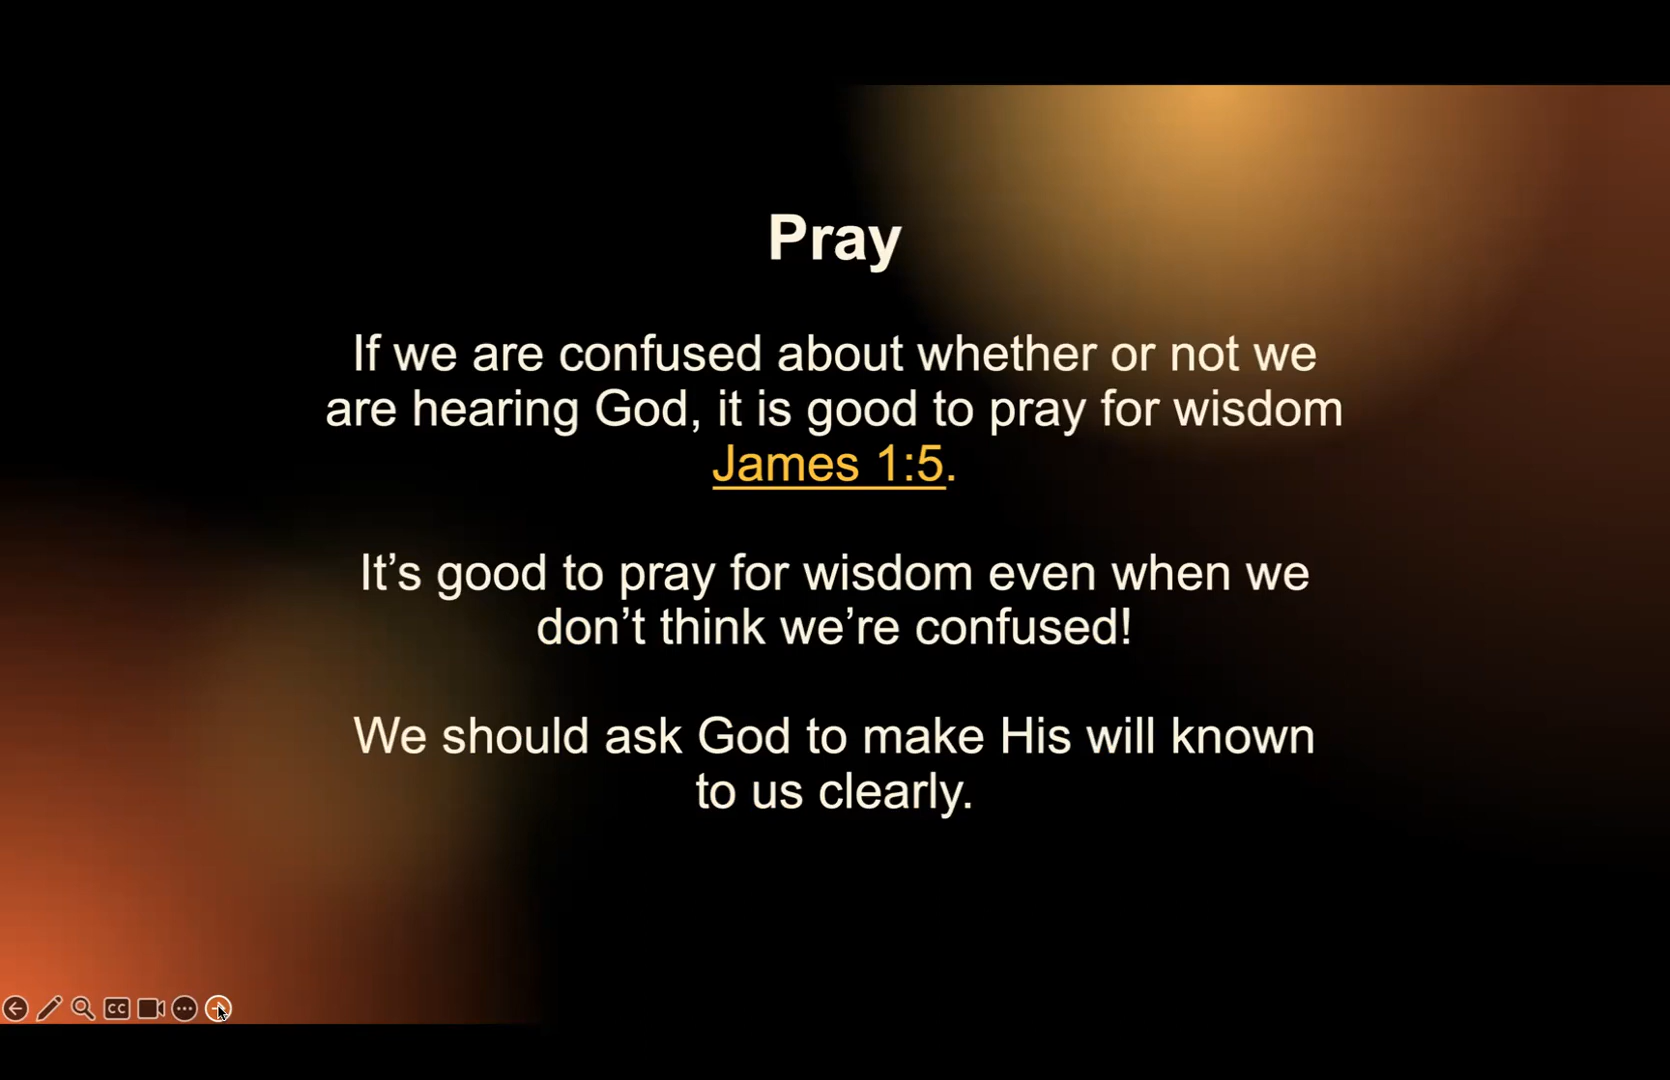 Pray
If we are confused about whether or not we
are hearing God, it is good to pray for wisdom
James 1:5.
It’s good to pray for wisdom even when we
don’t think we’re confused!
We should ask God to make His will known
to us clearly.
CC